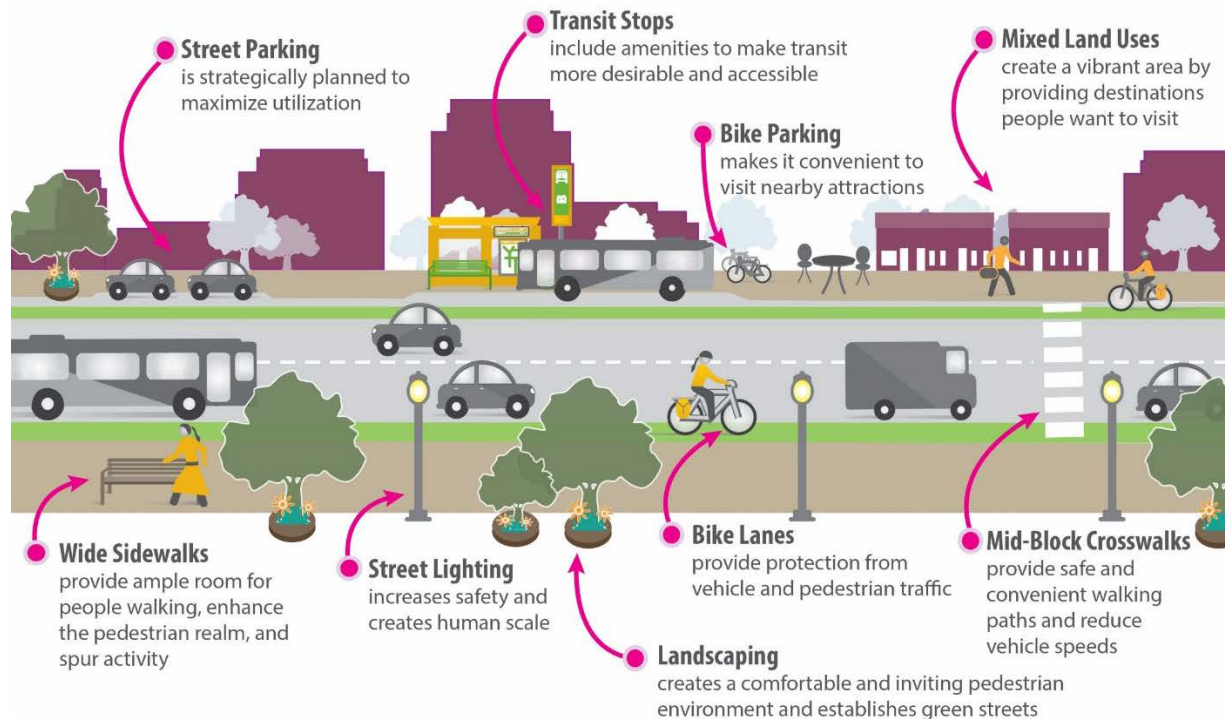 Street Parking
is strategically planned to
maximize utilization
Transit Stops
include amenities to make transit
more desirable and accessible
Bike Parking
makes it convenient to
visit nearby attractions
Mixed Land Uses
create a vibrant area by
providing destinations
people want to visit
Wide Sidewalks
provide ample room for
people walking, enhance
the pedestrian realm, and
spur activity
Street Lighting
increases safety and
creates human scale
Landscaping
creates a comfortable and inviting pedestrian
environment and establishes green streets
Bike Lanes
provide protection from
vehicle and pedestrian traffic
Mid-Block Crosswalks
provide safe and
convenient walking
paths and reduce
vehicle speeds